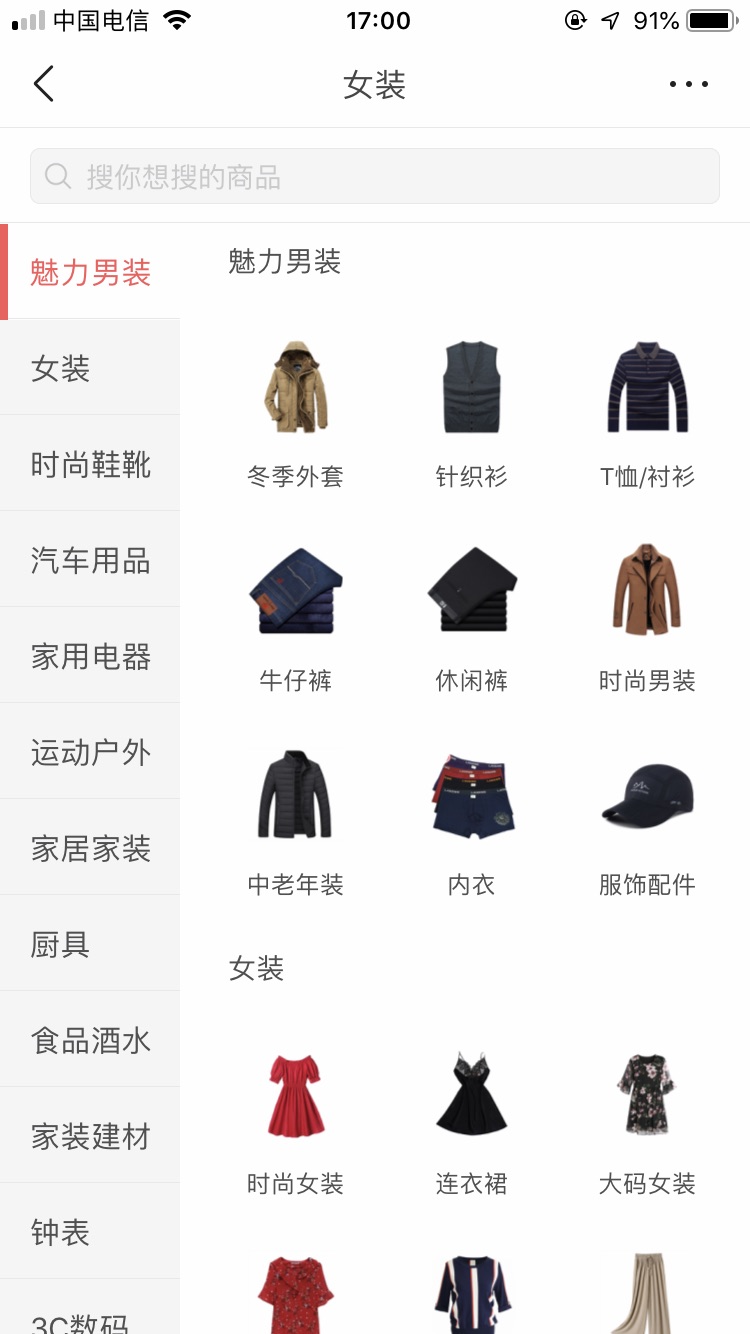 中国电信
17:00
91%
女装
搜你想搜的商品
魅力男装
女装
时尚鞋靴
汽车用品
家用电器
运动户外
家居家装
厨具
食品酒水
家装建材
钟表
3C数码
魅力男装
冬季外套
针织衫
T恤/衬衫
牛仔裤
休闲裤
时尚男装
中老年装
内衣
服饰配件
女装
时尚女装
连衣裙
大码女装